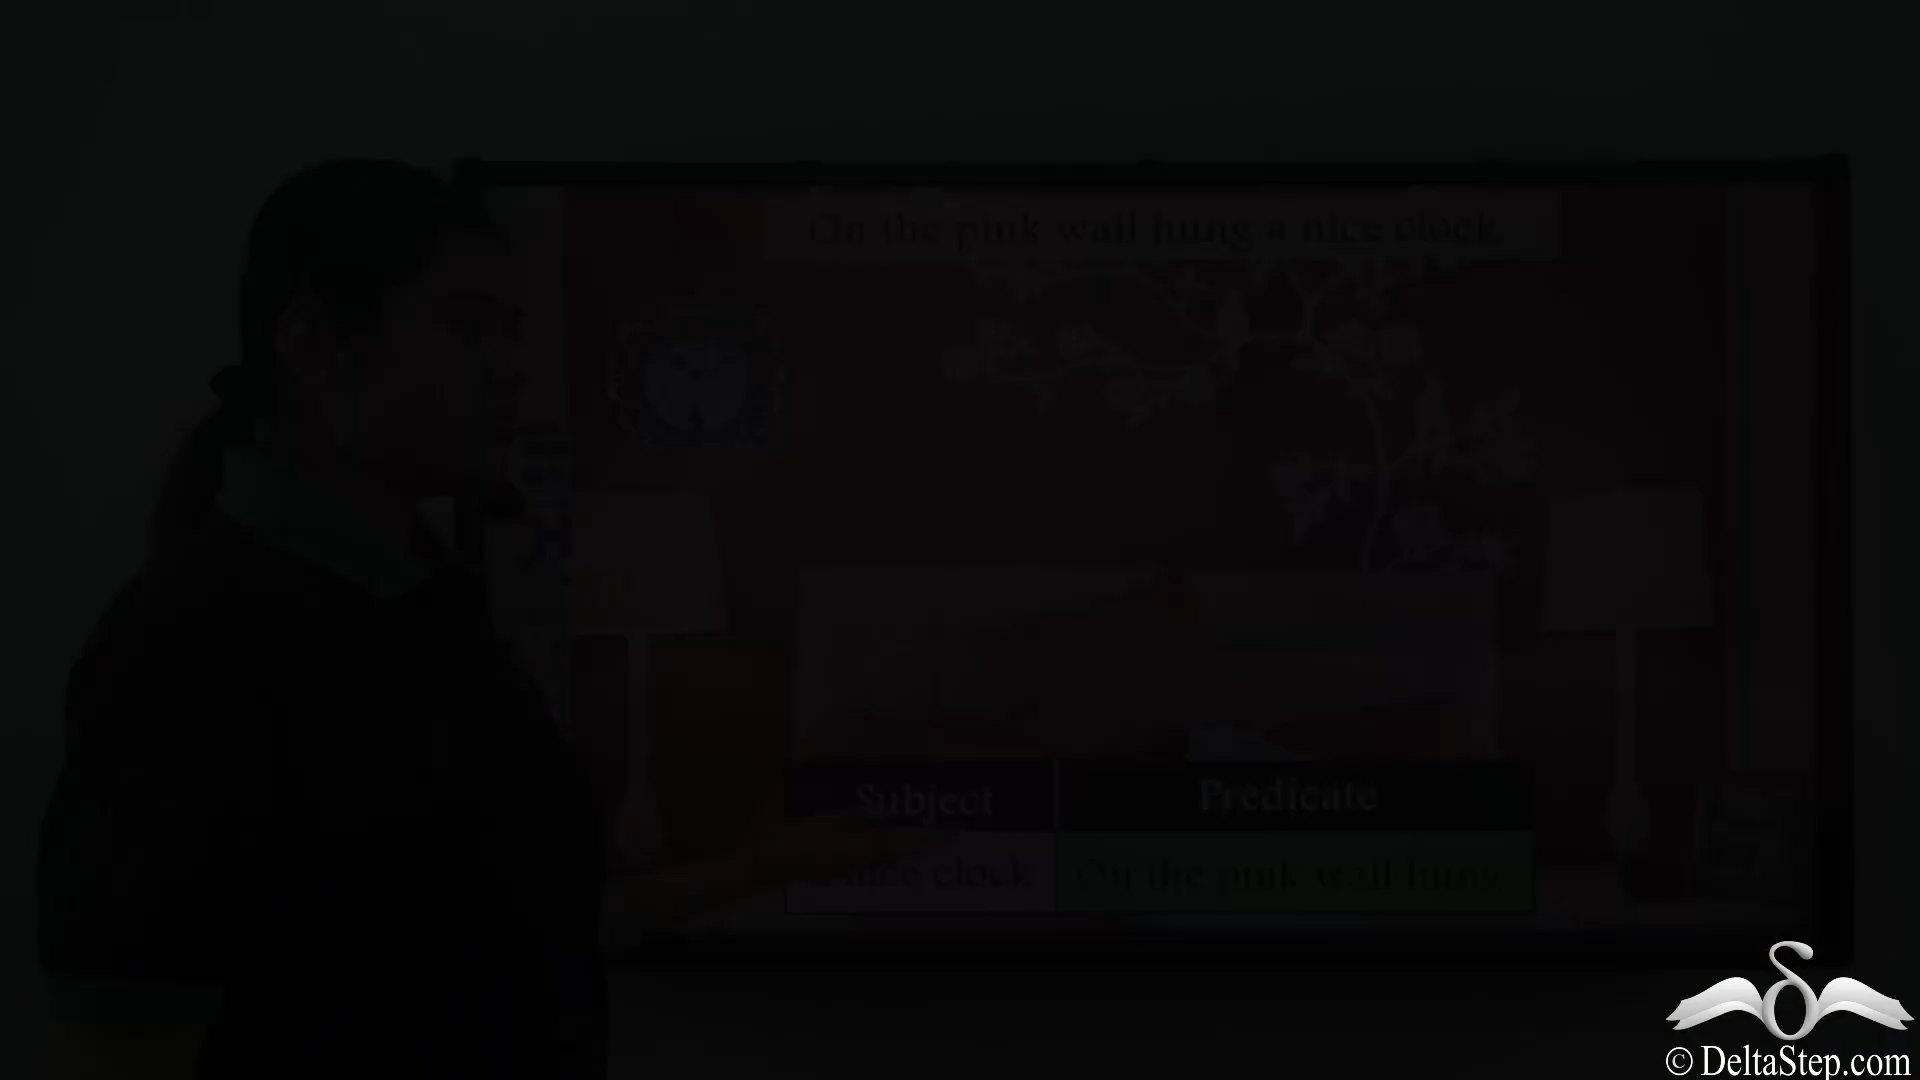 On the pink wall hung a nice clock.
Subject
Predicate
nice clock
On the pink wall hung
© DeltaStep.com